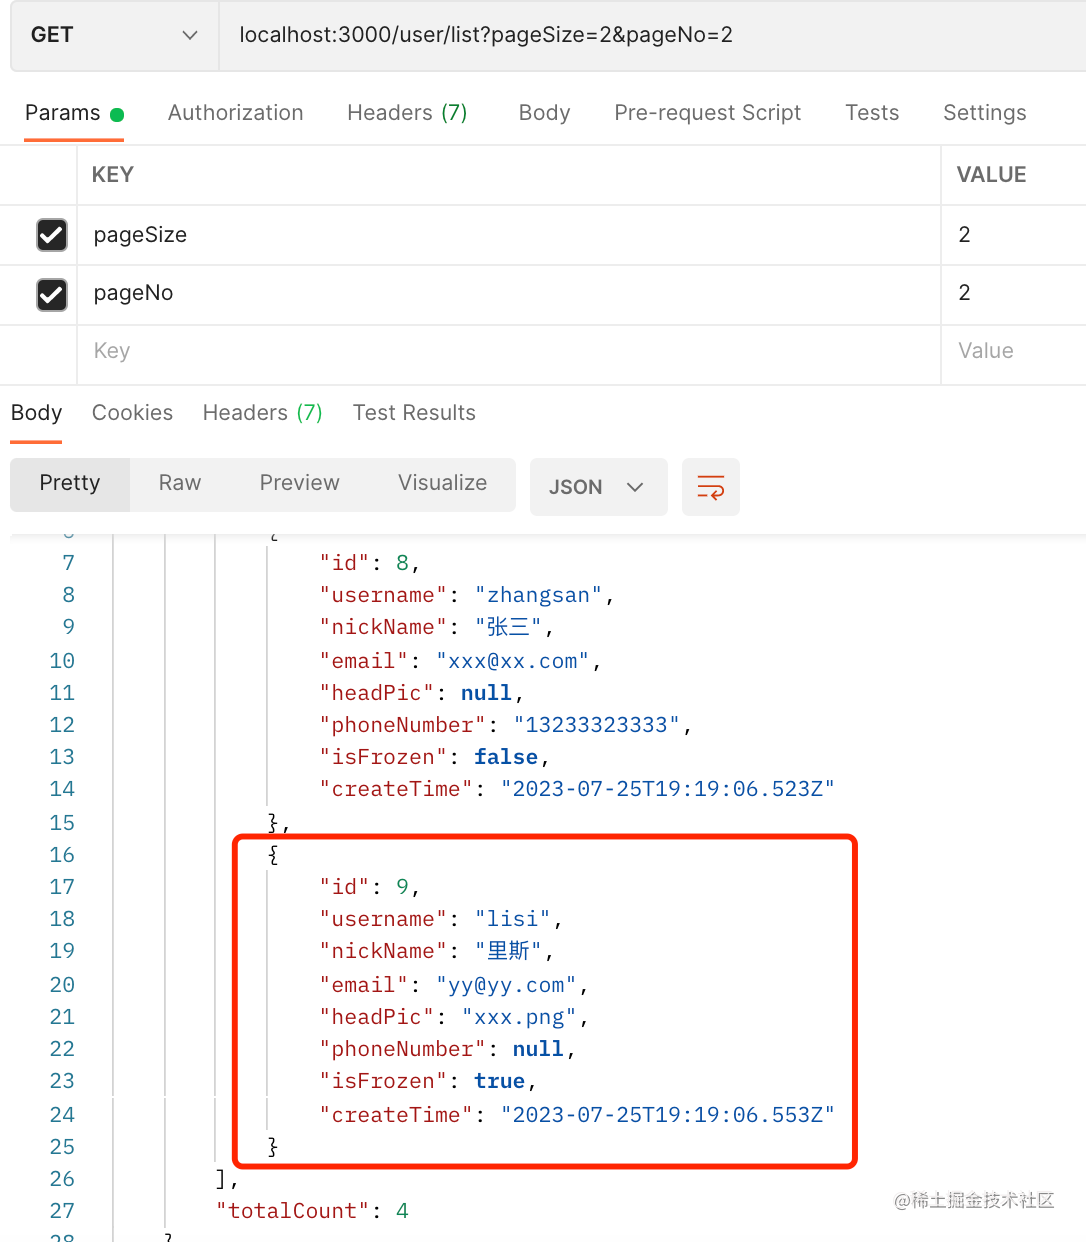 GET localhost:3000/user/list?pageSize=2&pageNo=2
Params Authorization Headers (7) Body Pre-request Script Tests Settings
KEY VALUE
pageSize 2
pageNo 2
Key Value
Body Cookies Headers (7) Test Results
Pretty Raw Preview Visualize JSON
6 {
7 "id": 8,
8 "username": "zhangsan",
9 "nickName": "张三",
10 "email": "xxx@xx.com",
11 "headPic": null,
12 "phoneNumber": "13233323333",
13 "isFrozen": false,
14 "createTime": "2023-07-25T19:19:06.523Z"
15 },
16 {
17 "id": 9,
18 "username": "lisi",
19 "nickName": "里斯",
20 "email": "yy@yy.com",
21 "headPic": "xxx.png",
22 "phoneNumber": null,
23 "isFrozen": true,
24 "createTime": "2023-07-25T19:19:06.553Z"
25 }
26 ],
27 "totalCount": 4
28 }
@稀土掘金技术社区